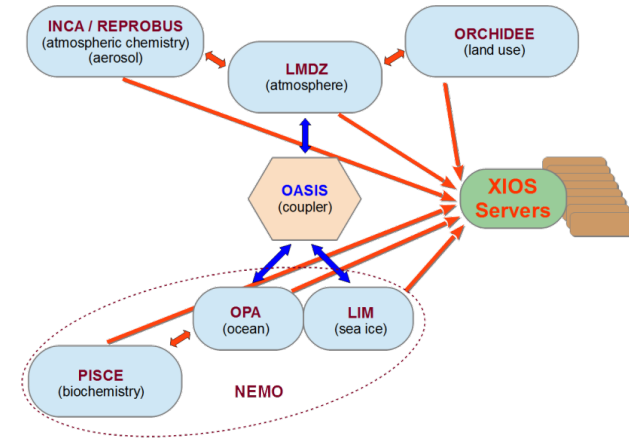 INCA / REPROBUS
(atmospheric chemistry)
(aerosol)
ORCHIDEE
(land use)
LMDZ
(atmosphere)
OASIS
(coupler)
XIOS
Servers
OPA
(ocean)
LIM
(sea ice)
PISCE
(biochemistry)
NEMO